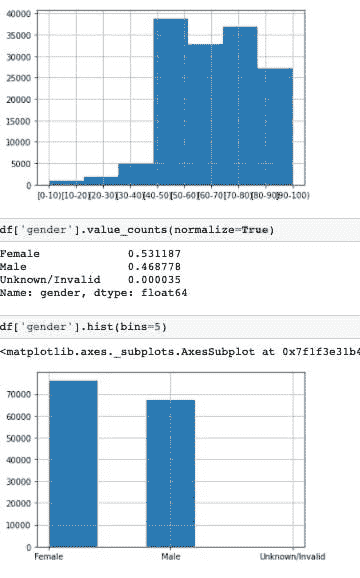 40000
35000
30000
25000
20000
15000
10000
5000
0
[0-10)[10-20)[20-30)[30-40)[40-50)[50-60)[60-70)[70-80)[80-90)[90-100)
df['gender'].value_counts(normalize=True)
Female 0.531187
Male 0.468778
Unknown/Invalid 0.000035
Name: gender, dtype: float64
df['gender'].hist(bins=5)
<matplotlib.axes._subplots.AxesSubplot at 0x7f1f3e31b4
70000
60000
50000
40000
30000
20000
10000
0
Female Male Unknown/Invalid